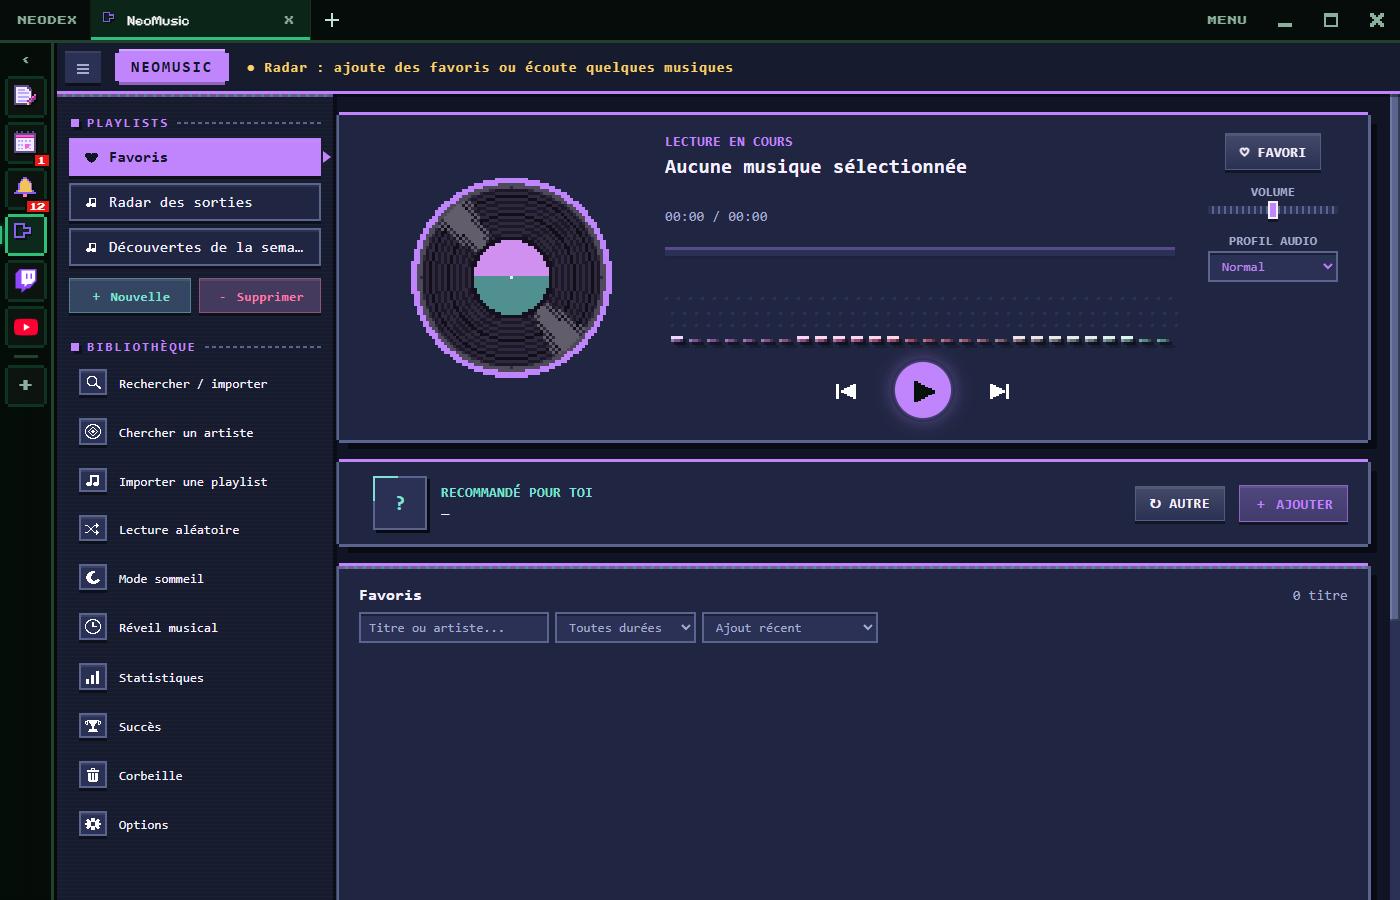 NEODEX
NeoMusic
MENU
NEOMUSIC
Radar : ajoute des favoris ou écoute quelques musiques
PLAYLISTS
Favoris
Radar des sorties
Découvertes de la sema…
+ Nouvelle
- Supprimer
BIBLIOTHÈQUE
Rechercher / importer
Chercher un artiste
Importer une playlist
Lecture aléatoire
Mode sommeil
Réveil musical
Statistiques
Succès
Corbeille
Options
1
12
LECTURE EN COURS
Aucune musique sélectionnée
00:00 / 00:00
FAVORI
VOLUME
PROFIL AUDIO
Normal
?
RECOMMANDÉ POUR TOI
—
↻ AUTRE
+ AJOUTER
Favoris
0 titre
Titre ou artiste...
Toutes durées
Ajout récent